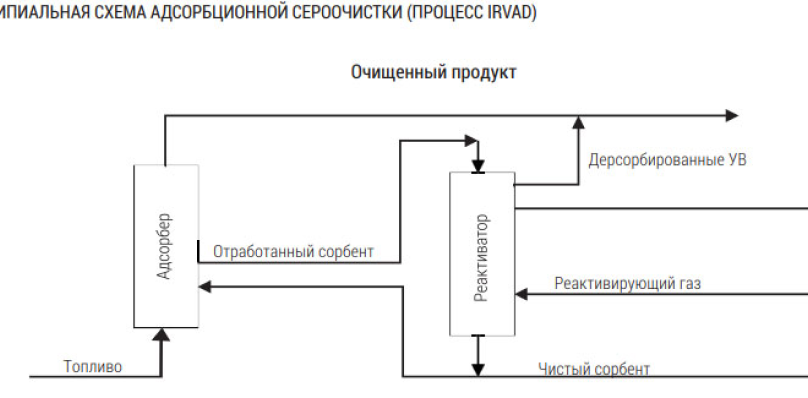 ИПИАЛЬНАЯ СХЕМА АДСОРБЦИОННОЙ СЕРООЧИСТКИ (ПРОЦЕСС IRVAD)
Очищенный продукт
Дерсорбированные УВ
Адсорбер
Отработанный сорбент
Реактиватор
Реактивирующий газ
Топливо
Чистый сорбент